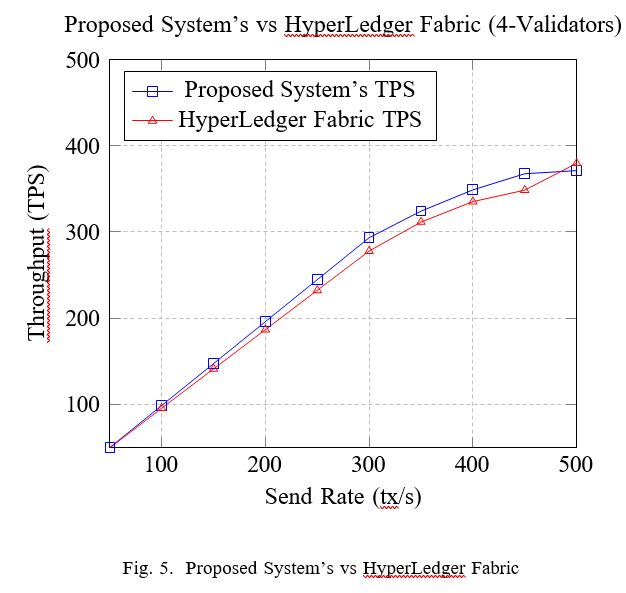 Proposed System’s vs HyperLedger Fabric (4-Validators)
500
400
300
200
100
Throughput (TPS)
Proposed System’s TPS
HyperLedger Fabric TPS
100 200 300 400 500
Send Rate (tx/s)
Fig. 5. Proposed System’s vs HyperLedger Fabric